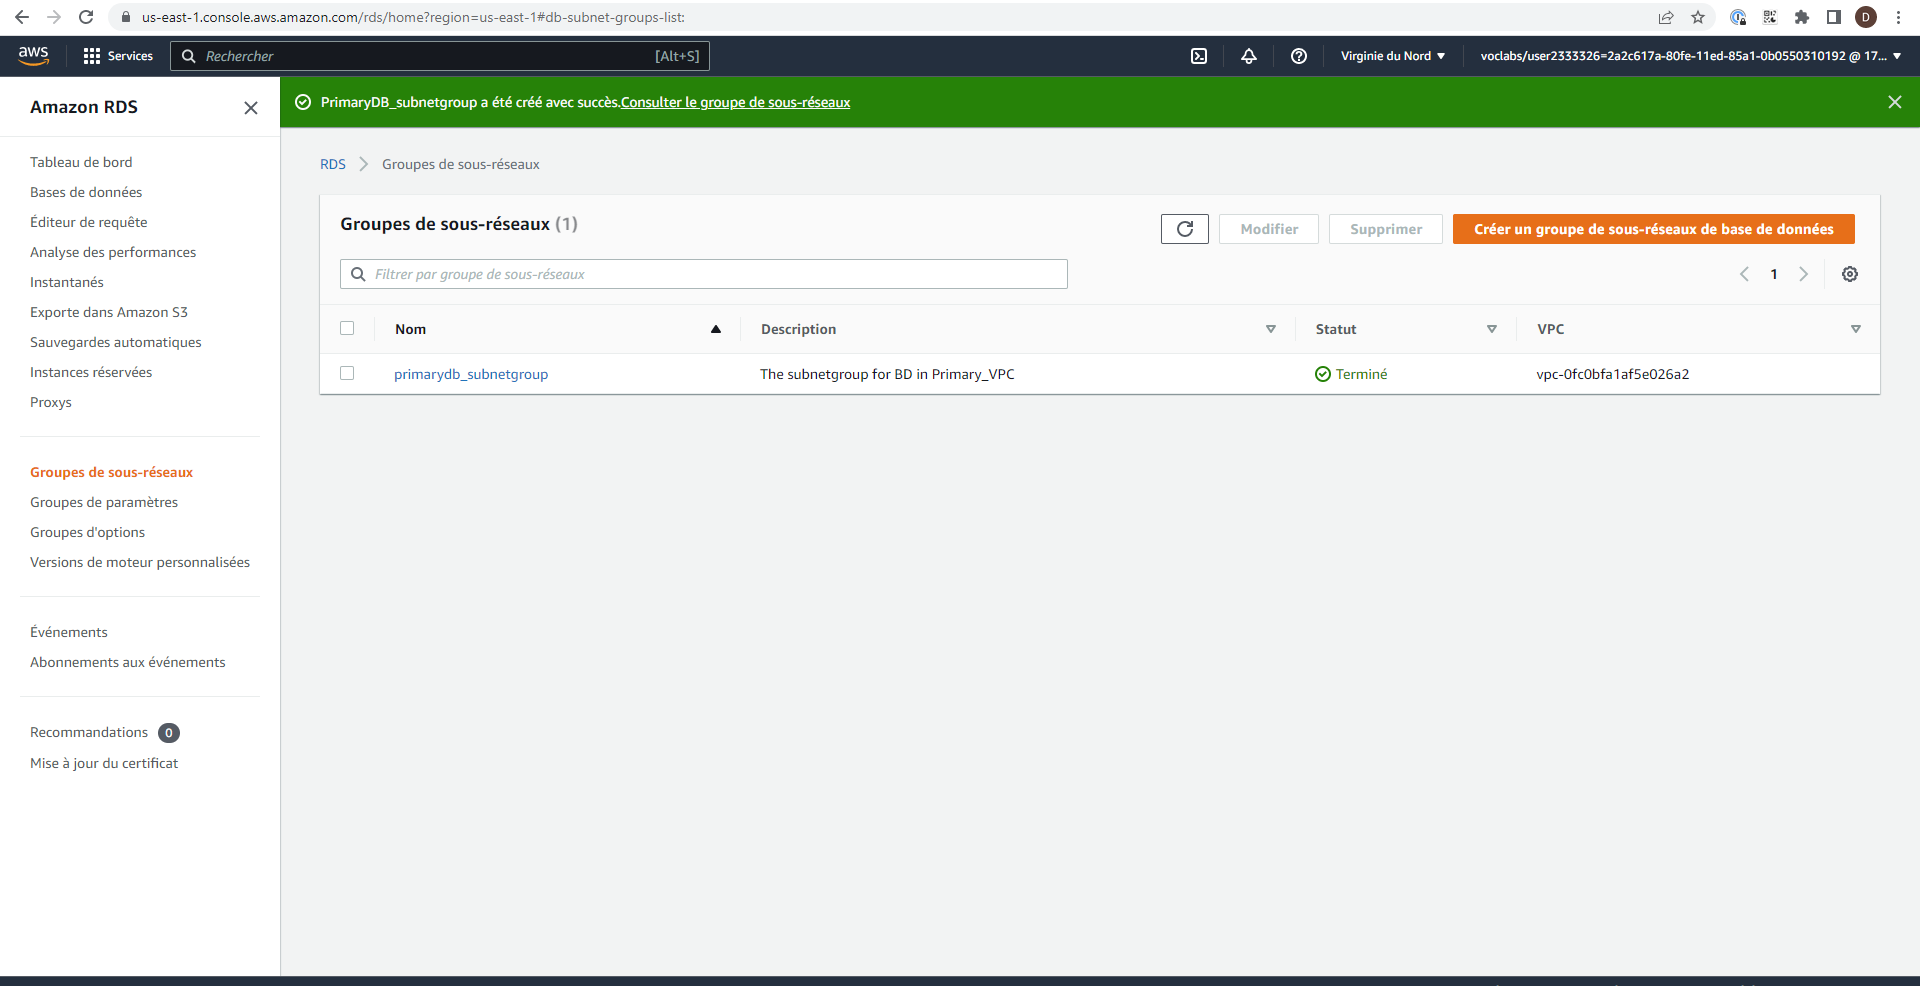 us-east-1.console.aws.amazon.com/rds/home?region=us-east-1#db-subnet-groups-list:
D
aws
Services
Rechercher
[Alt+S]
Virginie du Nord
voclabs/user2333326=2a2c617a-80fe-11ed-85a1-0b0550310192 @ 17...
Amazon RDS
PrimaryDB_subnetgroup a été créé avec succès.Consulter le groupe de sous-réseaux
Tableau de bord
Bases de données
Éditeur de requête
Analyse des performances
Instantanés
Exporte dans Amazon S3
Sauvegardes automatiques
Instances réservées
Proxys
Groupes de sous-réseaux
Groupes de paramètres
Groupes d'options
Versions de moteur personnalisées
Événements
Abonnements aux événements
Recommandations 0
Mise à jour du certificat
RDS
Groupes de sous-réseaux
Groupes de sous-réseaux (1)
Modifier
Supprimer
Créer un groupe de sous-réseaux de base de données
Filtrer par groupe de sous-réseau
1
Nom
Description
Statut
VPC
primarydb_subnetgroup
The subnetgroup for BD in Primary_VPC
Terminé
vpc-0fc0bfa1af5e026a2